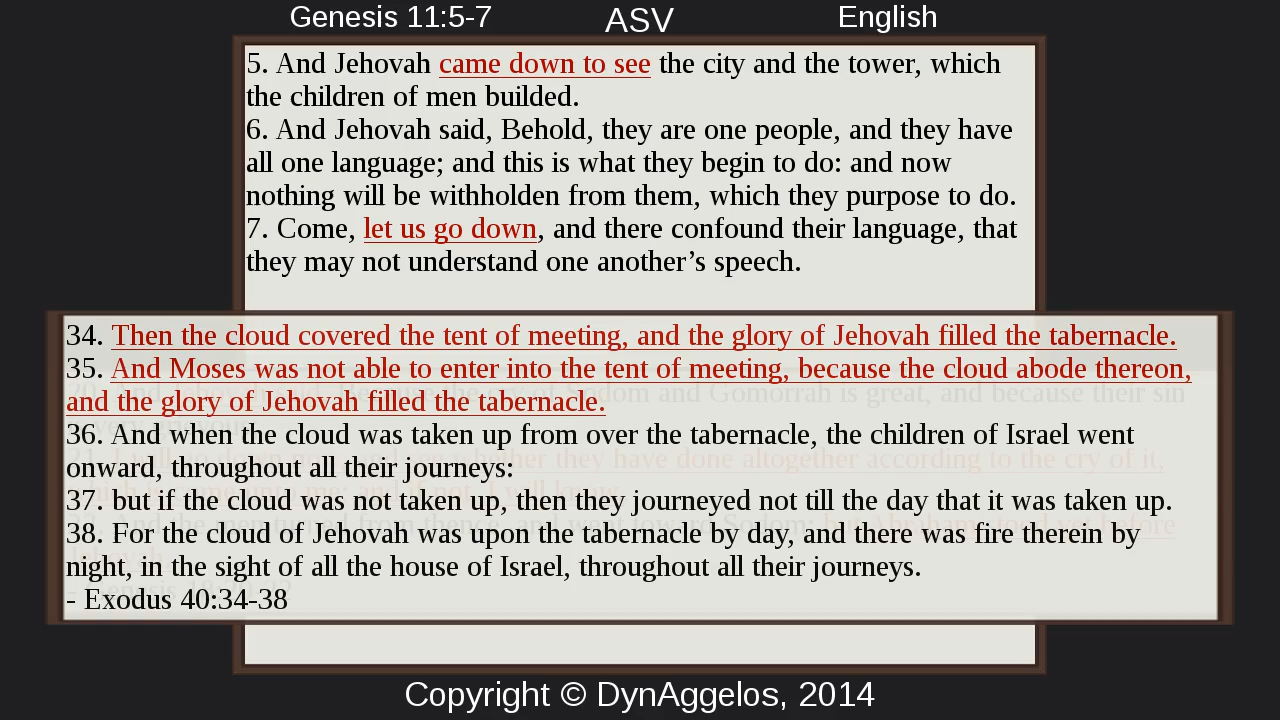 Genesis 11:5-7 ASV English
5. And Jehovah came down to see the city and the tower, which
the children of men builded.
6. And Jehovah said, Behold, they are one people, and they have
all one language; and this is what they begin to do: and now
nothing will be withholden from them, which they purpose to do.
7. Come, let us go down, and there confound their language, that
they may not understand one another’s speech.
34. Then the cloud covered the tent of meeting, and the glory of Jehovah filled the tabernacle.
35. And Moses was not able to enter into the tent of meeting, because the cloud abode thereon,
and the glory of Jehovah filled the tabernacle.
36. And when the cloud was taken up from over the tabernacle, the children of Israel went
onward, throughout all their journeys:
37. but if the cloud was not taken up, then they journeyed not till the day that it was taken up.
38. For the cloud of Jehovah was upon the tabernacle by day, and there was fire therein by
night, in the sight of all the house of Israel, throughout all their journeys.
- Exodus 40:34-38
Copyright © DynAggelos, 2014